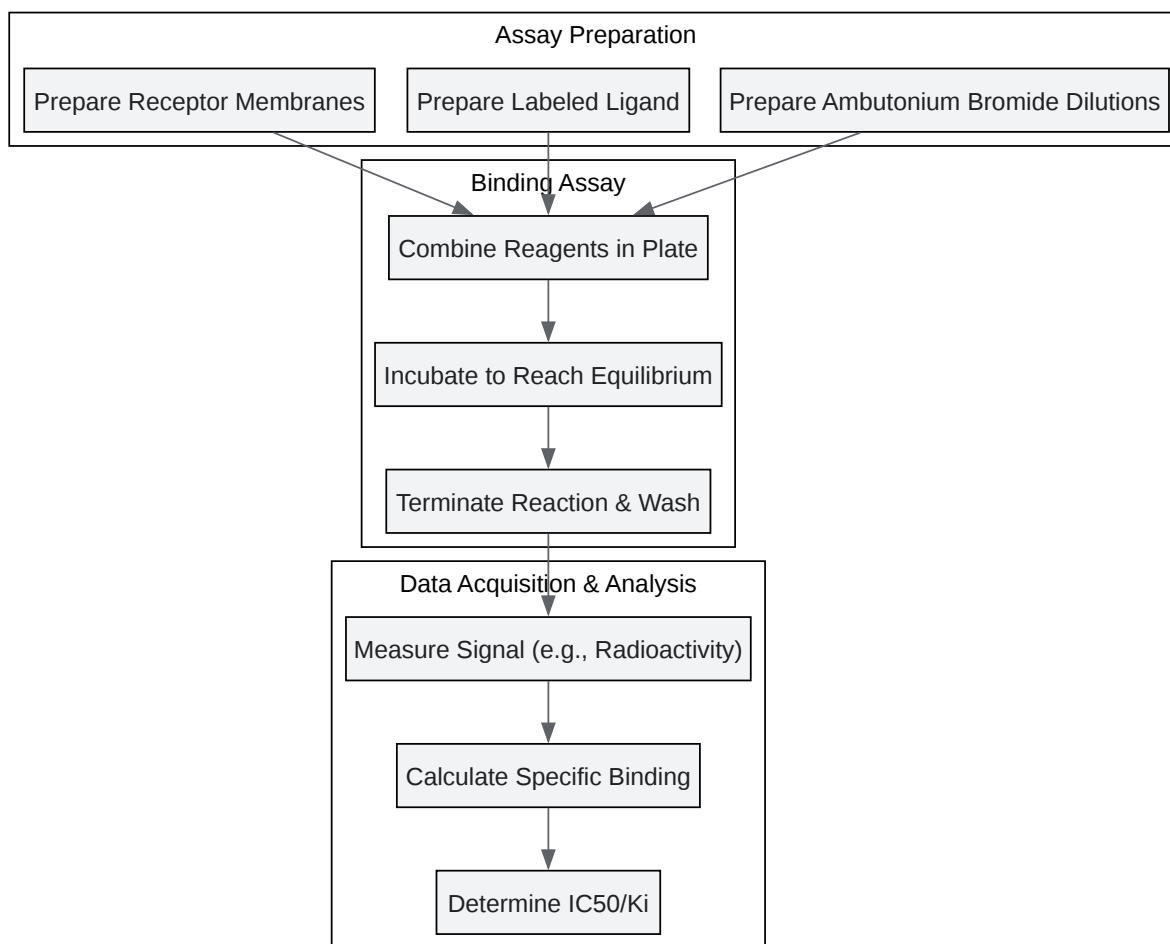 Assay Preparation
Prepare Receptor Membranes
Prepare Labeled Ligand
Prepare Ambutonium Bromide Dilutions
Binding Assay
Combine Reagents in Plate
Incubate to Reach Equilibrium
Terminate Reaction & Wash
Data Acquisition & Analysis
Measure Signal (e.g., Radioactivity)
Calculate Specific Binding
Determine IC50/Ki